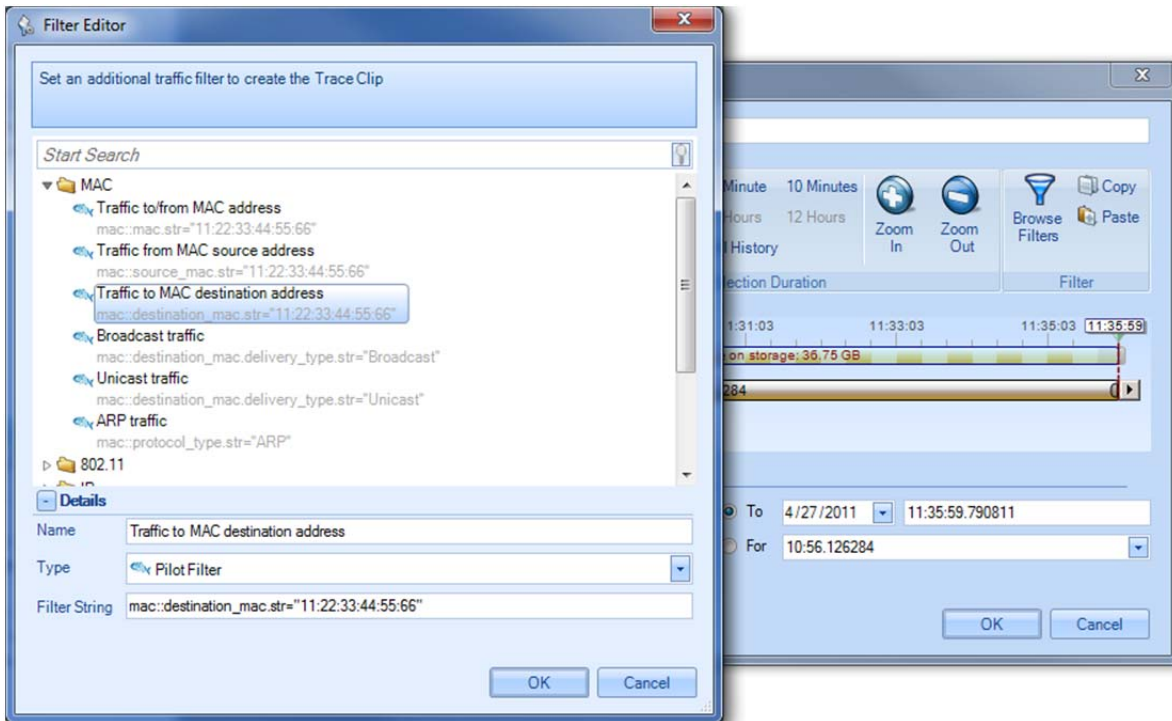 Filter Editor
Set an additional traffic filter to create the Trace Clip
Start Search
MAC
Traffic to/from MAC address
mac::mac.str="11:22:33:44:55:66"
Traffic from MAC source address
mac::source_mac.str="11:22:33:44:55:66"
Traffic to MAC destination address
mac::destination_mac.str="11:22:33:44:55:66"
Broadcast traffic
mac::destination_mac.delivery_type.str="Broadcast"
Unicast traffic
mac::destination_mac.delivery_type.str="Unicast"
ARP traffic
mac::protocol_type.str="ARP"
802.11
Details
Name Traffic to MAC destination address
Type Pilot Filter
Filter String mac::destination_mac.str="11:22:33:44:55:66"
OK Cancel
Minute 10 Minutes
Hours 12 Hours
History
Zoom In
Zoom Out
Browse Filters
Copy
Paste
Duration Filter
1:31:03 11:33:03 11:35:03 11:35:59
on storage: 36,75 GB
284
To 4/27/2011 11:35:59.790811
For 10:56.126284
OK Cancel